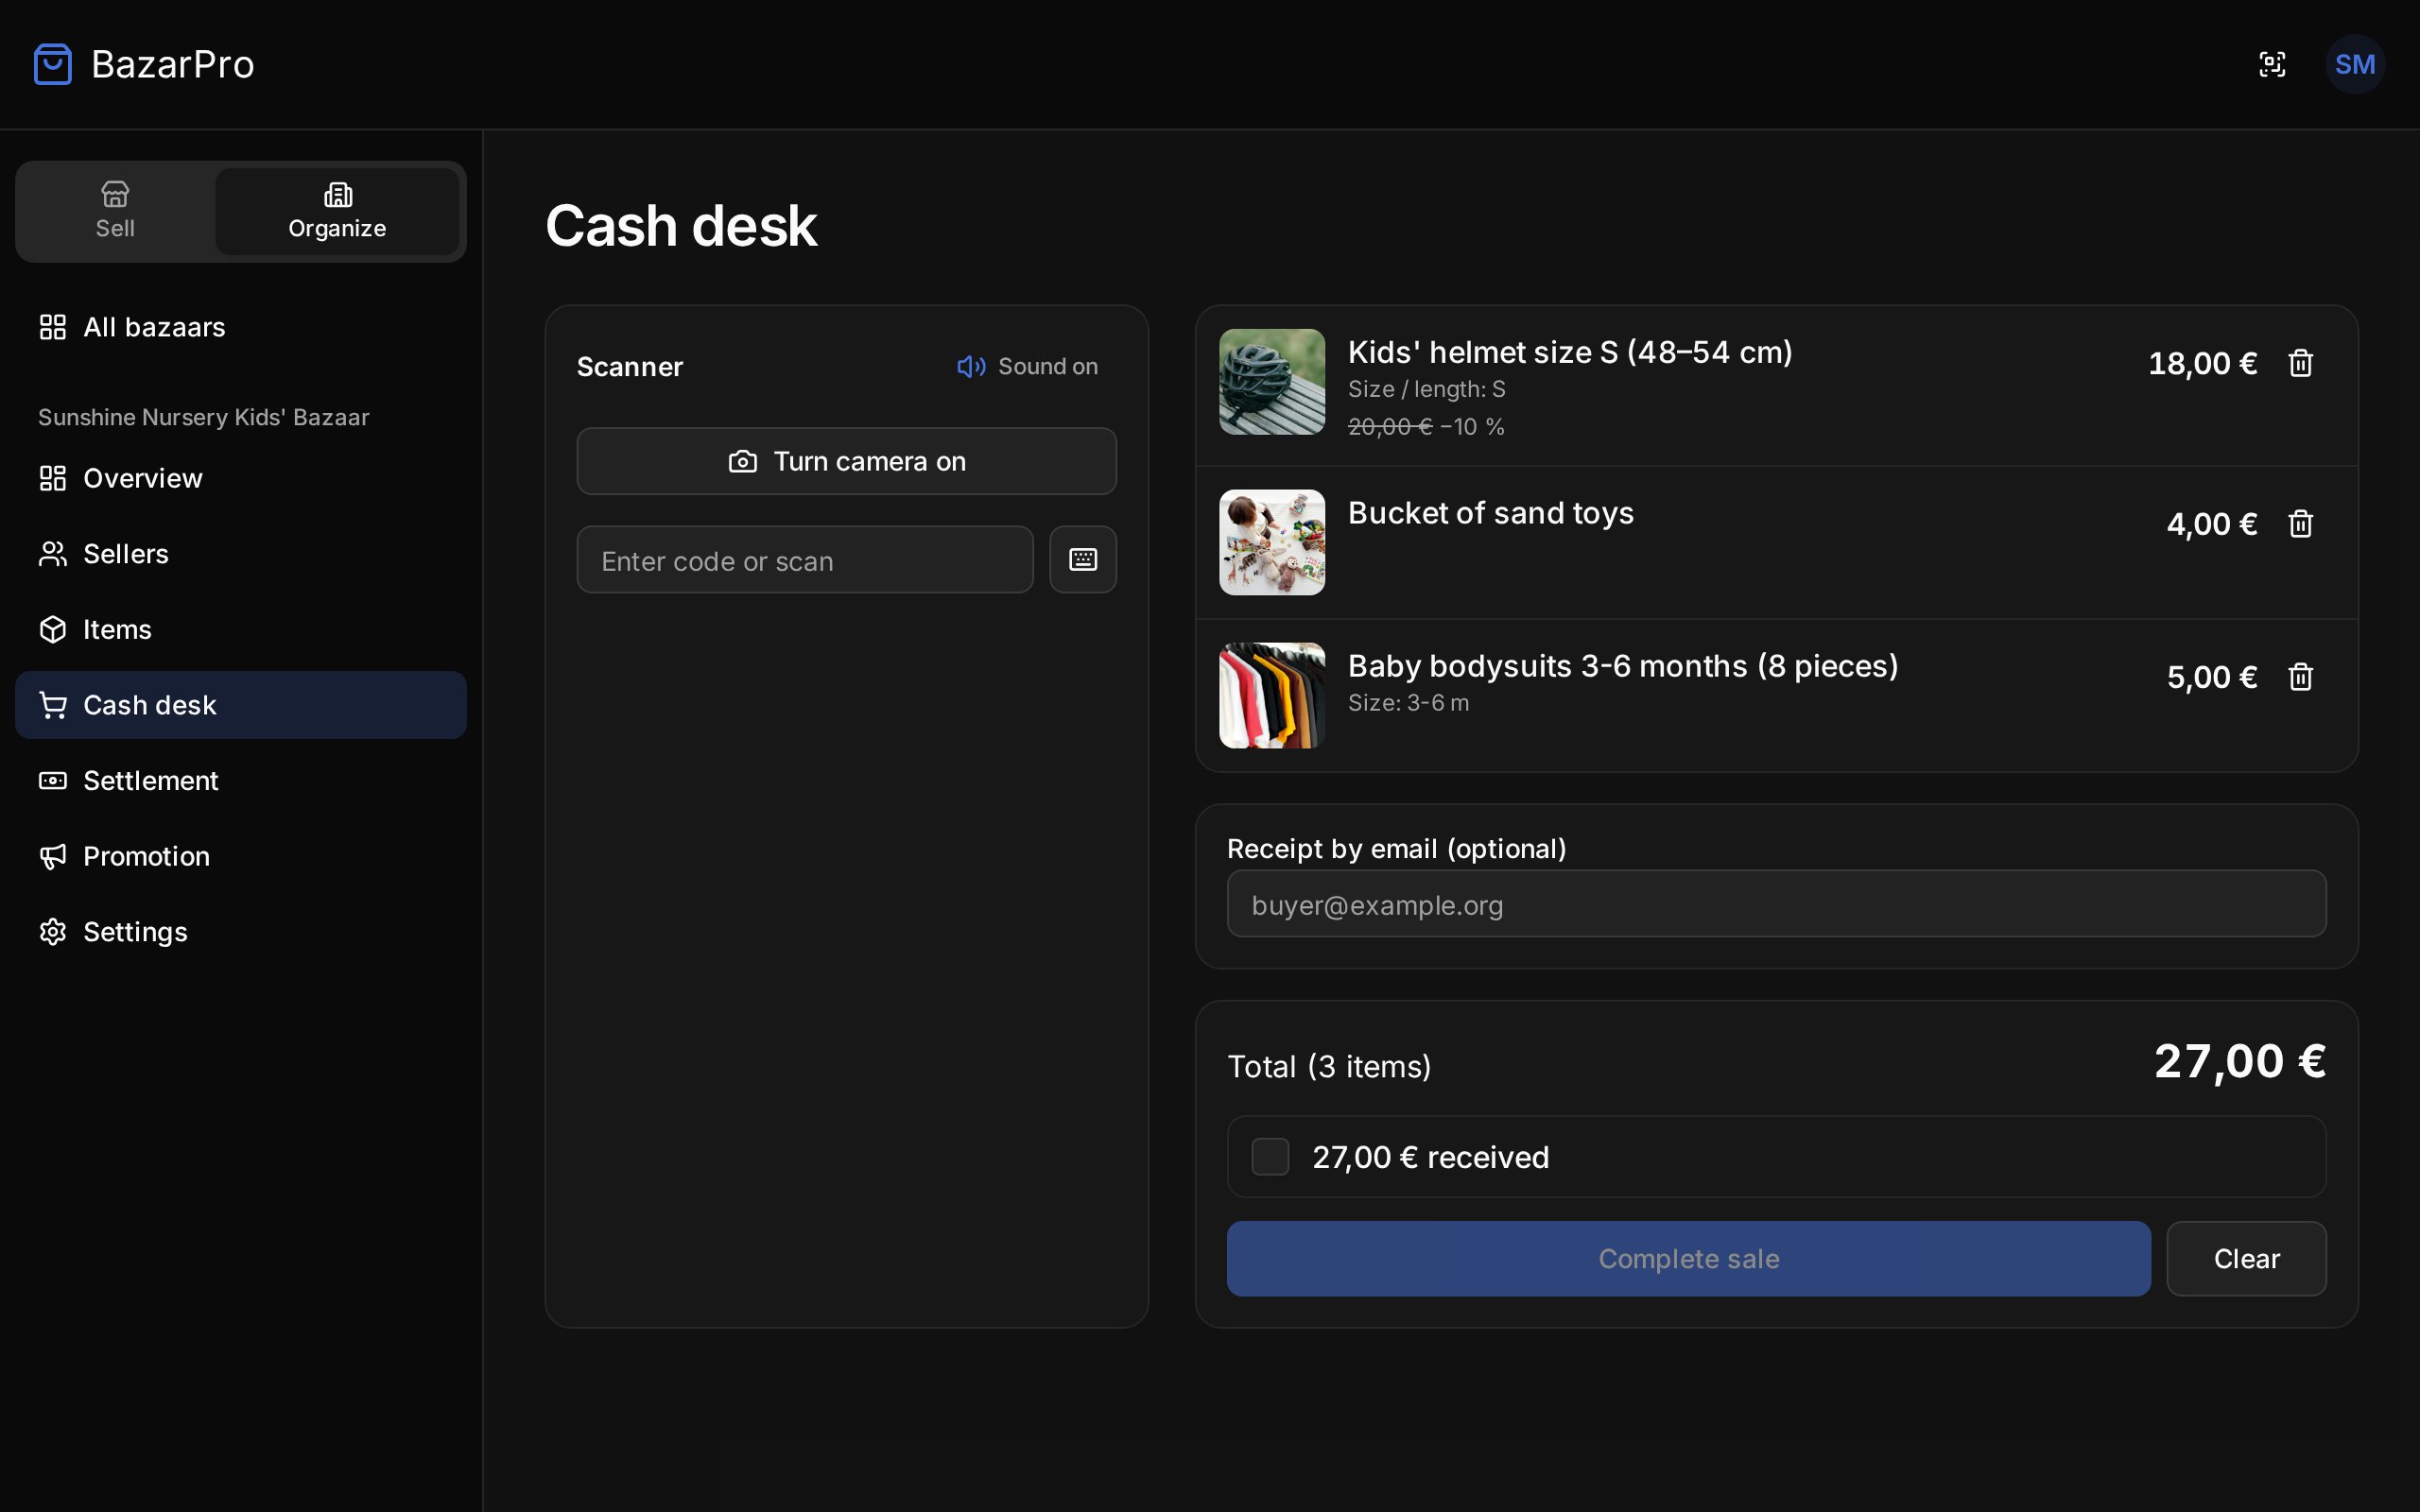 BazarPro
SM
Sell
Organize
All bazaars
Sunshine Nursery Kids' Bazaar
Overview
Sellers
Items
Cash desk
Settlement
Promotion
Settings
Cash desk
Scanner
Sound on
Turn camera on
Enter code or scan
Kids' helmet size S (48–54 cm)
18,00 €
Size / length: S
20,00 € −10 %
Bucket of sand toys
4,00 €
Baby bodysuits 3-6 months (8 pieces)
5,00 €
Size: 3-6 m
Receipt by email (optional)
buyer@example.org
Total (3 items)
27,00 €
27,00 € received
Complete sale
Clear